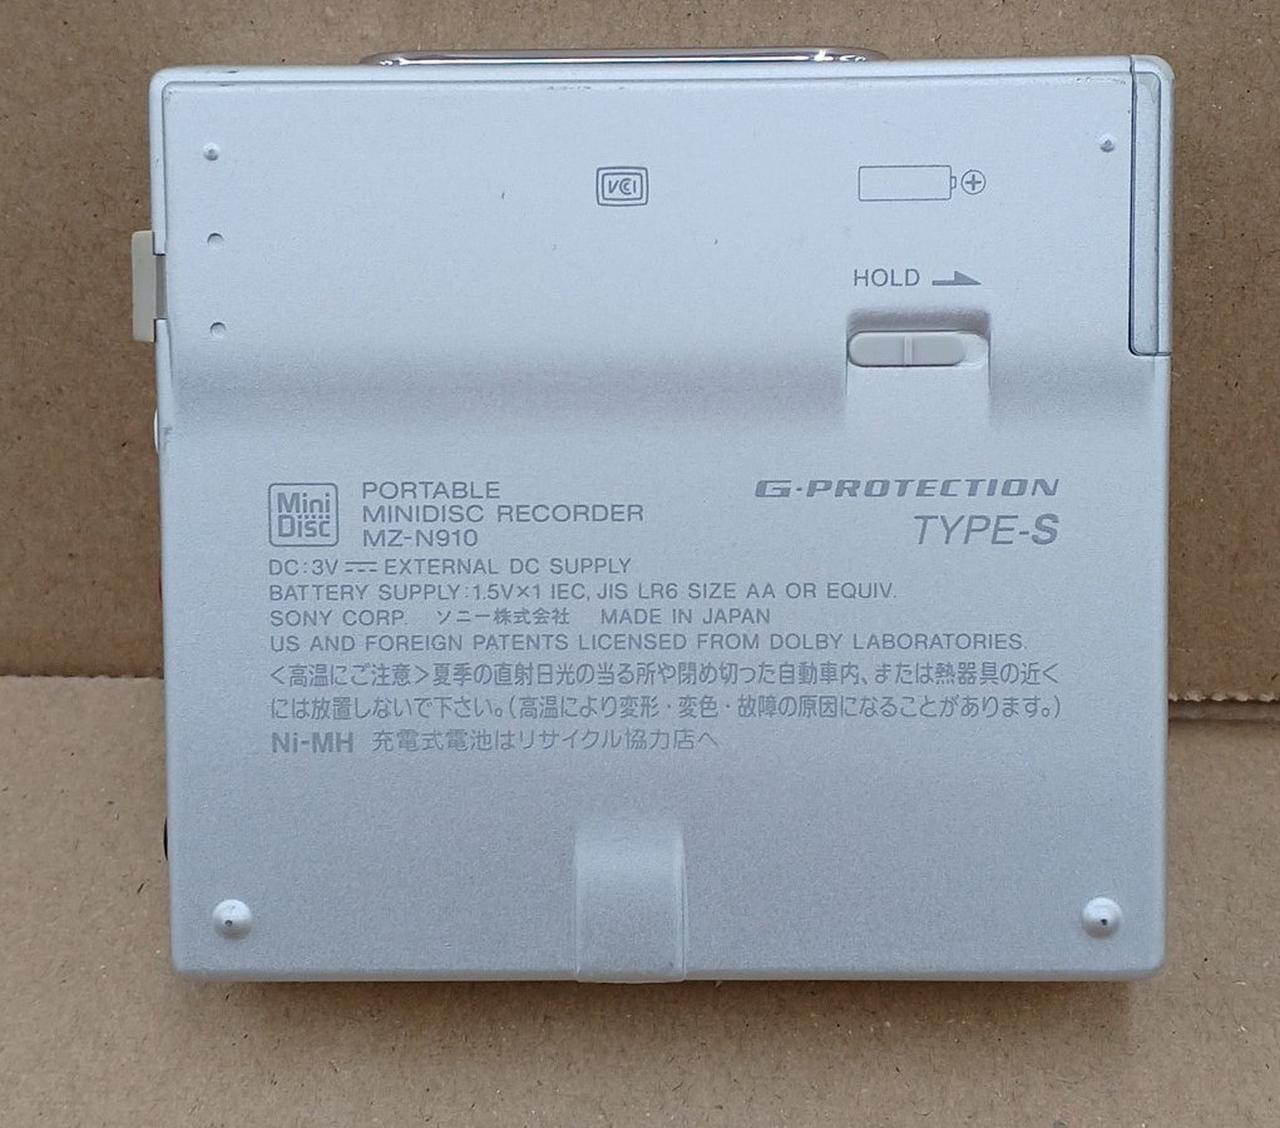 VCCI
HOLD
Mini Disc
PORTABLE
MINIDISC RECORDER
MZ-N910
G-PROTECTION
TYPE-S
DC:3V ⎓ EXTERNAL DC SUPPLY
BATTERY SUPPLY:1.5V×1 IEC, JIS LR6 SIZE AA OR EQUIV.
SONY CORP. ソニー株式会社 MADE IN JAPAN
US AND FOREIGN PATENTS LICENSED FROM DOLBY LABORATORIES.
<高温にご注意>夏季の直射日光の当る所や閉め切った自動車内、または熱器具の近く
には放置しないで下さい。(高温により変形・変色・故障の原因になることがあります。)
Ni-MH 充電式電池はリサイクル協力店へ